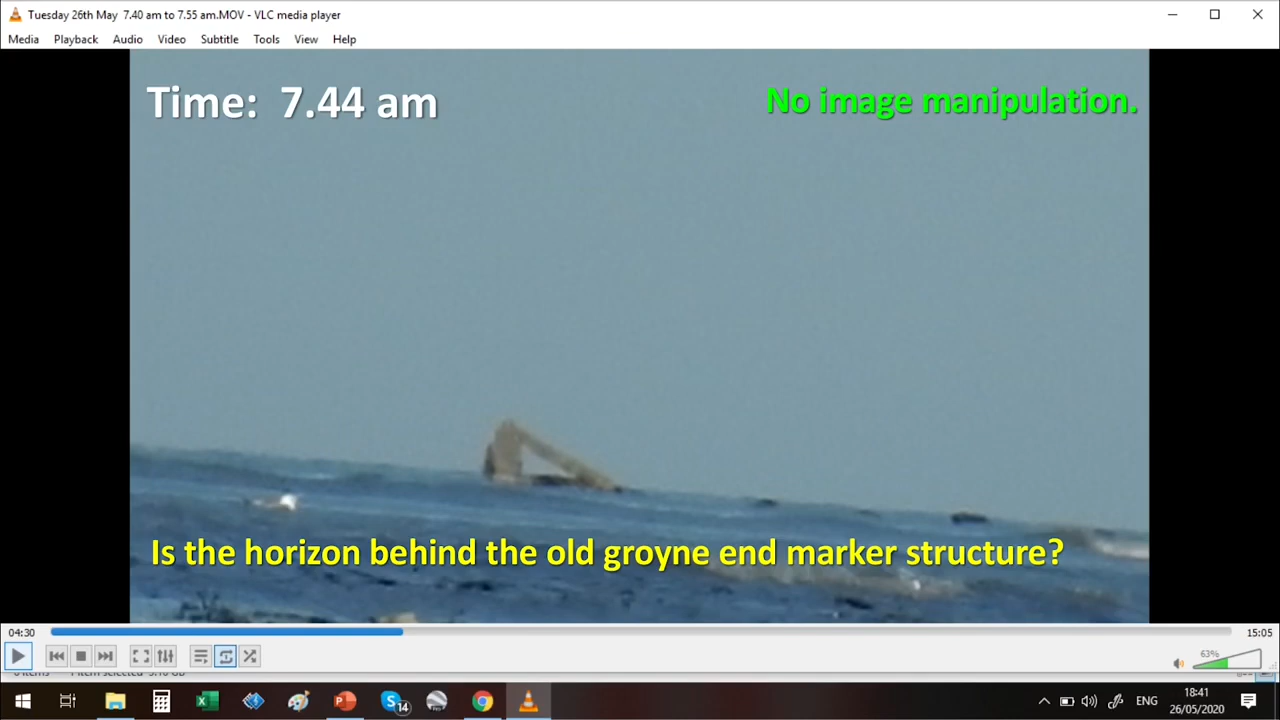 Tuesday 26th May  7.40 am to 7.55 am.MOV - VLC media player
Media Playback Audio Video Subtitle Tools View Help
Time:  7.44 am
No image manipulation.
Is the horizon behind the old groyne end marker structure?
04:30
15:05
63%
14
ENG
18:41
26/05/2020